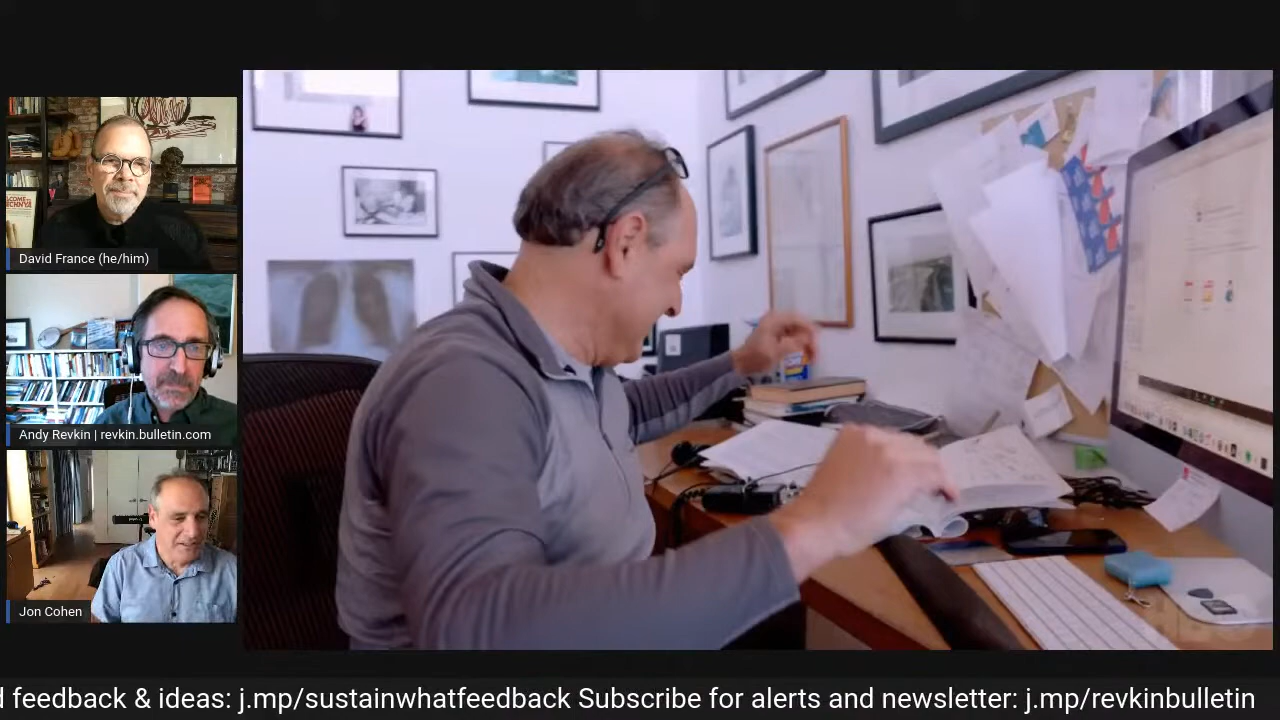 David France (he/him)
Andy Revkin | revkin.bulletin.com
Jon Cohen
d feedback & ideas: j.mp/sustainwhatfeedback Subscribe for alerts and newsletter: j.mp/revkinbulletin